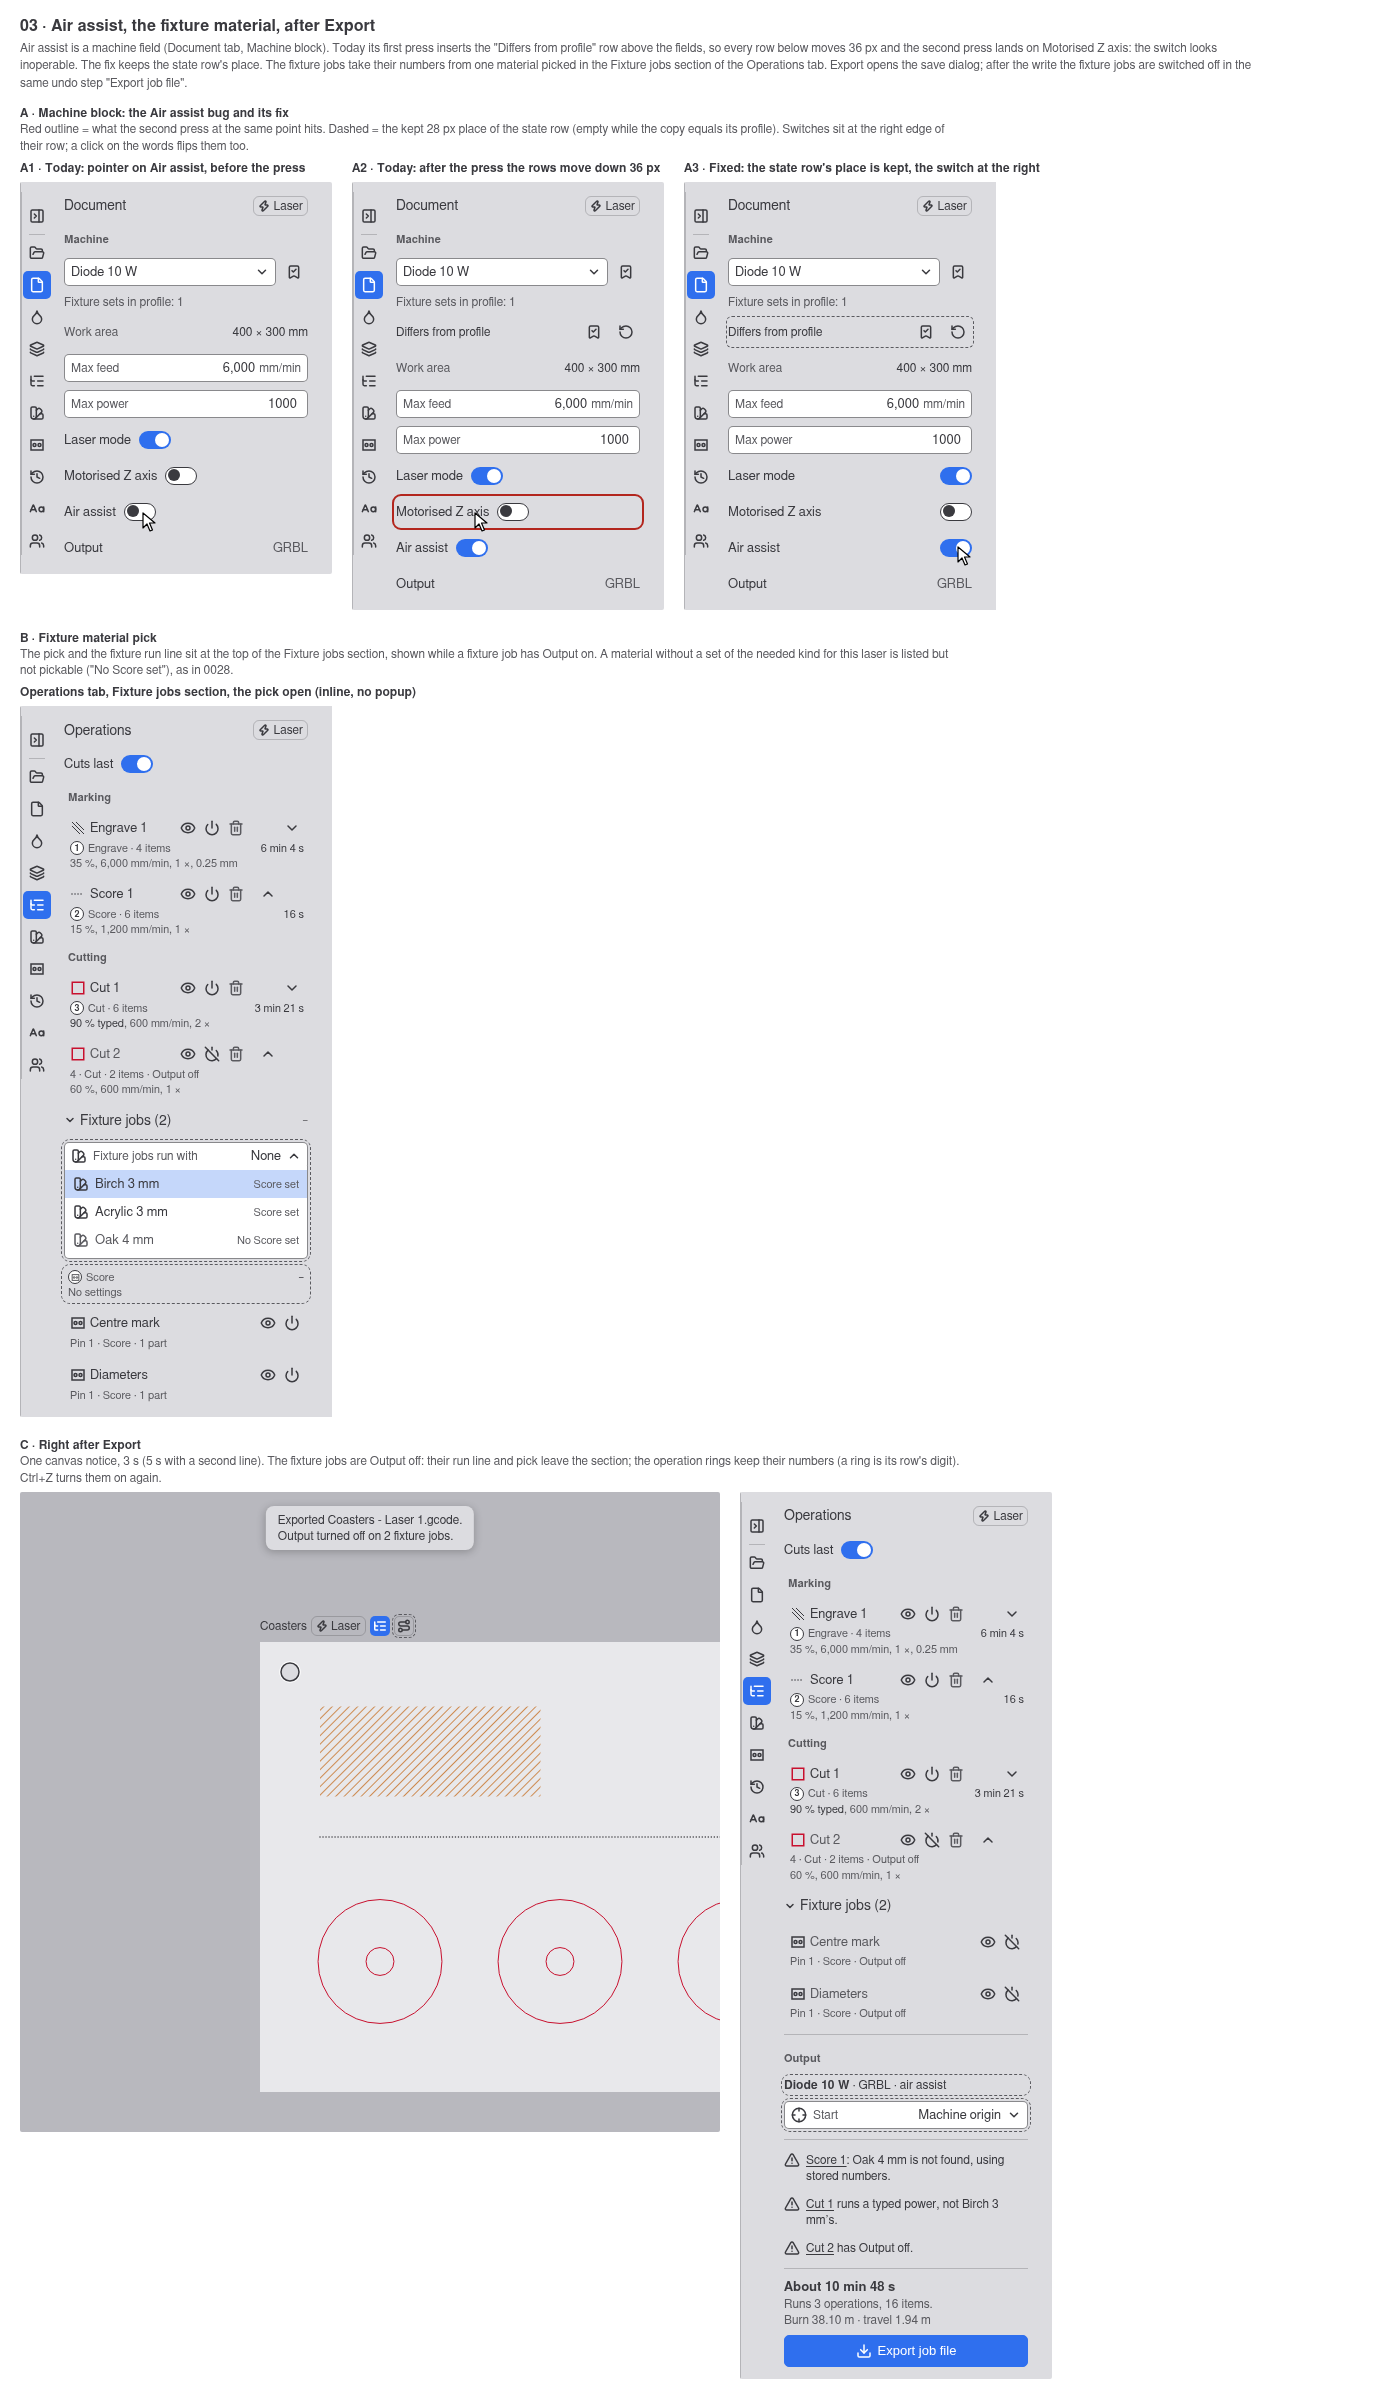 03 · Air assist, the fixture material, after Export
Air assist is a machine field (Document tab, Machine block). Today its first press inserts the "Differs from profile" row above the fields, so every row below moves 36 px and the second press lands on Motorised Z axis: the switch looks
inoperable. The fix keeps the state row's place. The fixture jobs take their numbers from one material picked in the Fixture jobs section of the Operations tab. Export opens the save dialog; after the write the fixture jobs are switched off in the
same undo step "Export job file".
A · Machine block: the Air assist bug and its fix
Red outline = what the second press at the same point hits. Dashed = the kept 28 px place of the state row (empty while the copy equals its profile). Switches sit at the right edge of
their row; a click on the words flips them too.
A1 · Today: pointer on Air assist, before the press
Document
Laser
Machine
Diode 10 W
Fixture sets in profile: 1
Work area
400 × 300 mm
Max feed
6,000 mm/min
Max power
1000
Laser mode
Motorised Z axis
Air assist
Output
GRBL
Aa
A2 · Today: after the press the rows move down 36 px
Document
Laser
Machine
Diode 10 W
Fixture sets in profile: 1
Differs from profile
Work area
400 × 300 mm
Max feed
6,000 mm/min
Max power
1000
Laser mode
Motorised Z axis
Air assist
Output
GRBL
Aa
A3 · Fixed: the state row's place is kept, the switch at the right
Document
Laser
Machine
Diode 10 W
Fixture sets in profile: 1
Differs from profile
Work area
400 × 300 mm
Max feed
6,000 mm/min
Max power
1000
Laser mode
Motorised Z axis
Air assist
Output
GRBL
Aa
B · Fixture material pick
The pick and the fixture run line sit at the top of the Fixture jobs section, shown while a fixture job has Output on. A material without a set of the needed kind for this laser is listed but
not pickable ("No Score set"), as in 0028.
Operations tab, Fixture jobs section, the pick open (inline, no popup)
Operations
Laser
Cuts last
Marking
Engrave 1
1 Engrave · 4 items
6 min 4 s
35 %, 6,000 mm/min, 1 ×, 0.25 mm
Score 1
2 Score · 6 items
16 s
15 %, 1,200 mm/min, 1 ×
Cutting
Cut 1
3 Cut · 6 items
3 min 21 s
90 % typed, 600 mm/min, 2 ×
Cut 2
4 · Cut · 2 items · Output off
60 %, 600 mm/min, 1 ×
Aa
Fixture jobs (2)
–
Fixture jobs run with
None
Birch 3 mm
Score set
Acrylic 3 mm
Score set
Oak 4 mm
No Score set
Score
–
No settings
Centre mark
Pin 1 · Score · 1 part
Diameters
Pin 1 · Score · 1 part
C · Right after Export
One canvas notice, 3 s (5 s with a second line). The fixture jobs are Output off: their run line and pick leave the section; the operation rings keep their numbers (a ring is its row's digit).
Ctrl+Z turns them on again.
Exported Coasters - Laser 1.gcode.
Output turned off on 2 fixture jobs.
Coasters
Laser
Operations
Laser
Cuts last
Marking
Engrave 1
1 Engrave · 4 items
6 min 4 s
35 %, 6,000 mm/min, 1 ×, 0.25 mm
Score 1
2 Score · 6 items
16 s
15 %, 1,200 mm/min, 1 ×
Cutting
Cut 1
3 Cut · 6 items
3 min 21 s
90 % typed, 600 mm/min, 2 ×
Cut 2
4 · Cut · 2 items · Output off
60 %, 600 mm/min, 1 ×
Aa
Fixture jobs (2)
Centre mark
Pin 1 · Score · Output off
Diameters
Pin 1 · Score · Output off
Output
Diode 10 W · GRBL · air assist
Start
Machine origin
Score 1: Oak 4 mm is not found, using
stored numbers.
Cut 1 runs a typed power, not Birch 3
mm's.
Cut 2 has Output off.
About 10 min 48 s
Runs 3 operations, 16 items.
Burn 38.10 m · travel 1.94 m
Export job file